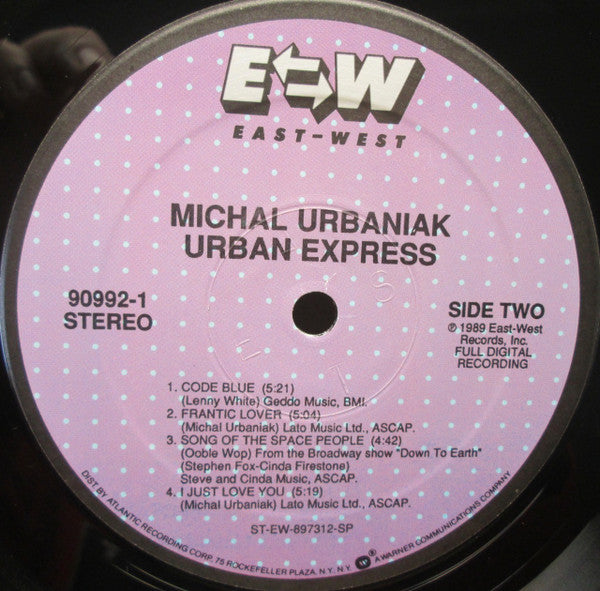 E W
EAST-WEST
MICHAL URBANIAK
URBAN EXPRESS
90992-1
STEREO
SIDE TWO
℗ 1989 East-West
Records, Inc.
FULL DIGITAL
RECORDING
1. CODE BLUE (5:21)
(Lenny White) Geddo Music, BMI.
2. FRANTIC LOVER (5:04)
(Michal Urbaniak) Lato Music Ltd., ASCAP.
3. SONG OF THE SPACE PEOPLE (4:42)
(Ooble Wop) From the Broadway show "Down To Earth"
(Stephen Fox-Cinda Firestone)
Steve and Cinda Music, ASCAP.
4. I JUST LOVE YOU (5:19)
(Michal Urbaniak) Lato Music Ltd., ASCAP.
ST-EW-897312-SP
DIST. BY ATLANTIC RECORDING CORP. 75 ROCKEFELLER PLAZA, N.Y. N.Y. ® A WARNER COMMUNICATIONS COMPANY